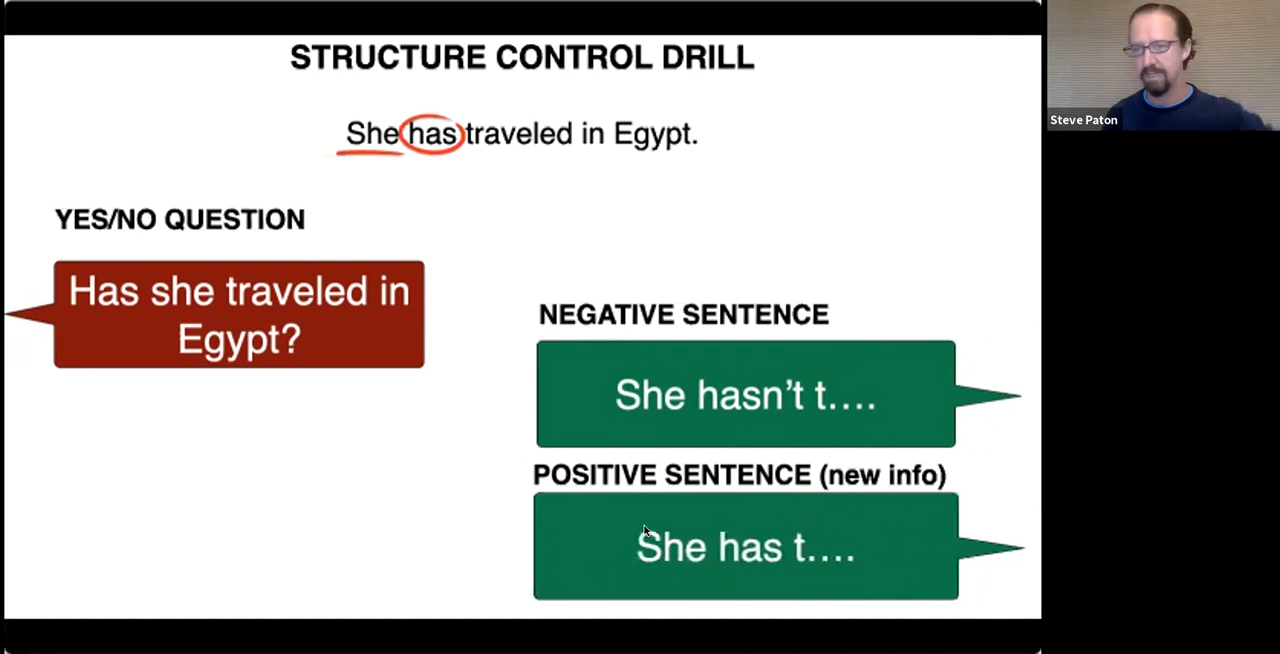 STRUCTURE CONTROL DRILL
She has traveled in Egypt.
YES/NO QUESTION
Has she traveled in
Egypt?
NEGATIVE SENTENCE
She hasn’t t....
POSITIVE SENTENCE (new info)
She has t....
Steve Paton